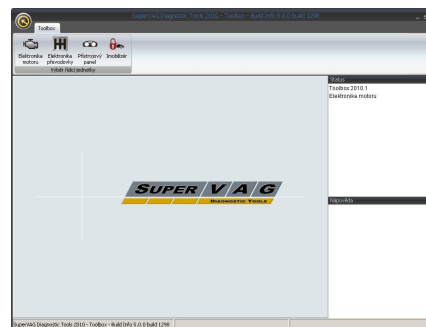 SuperVAG Diagnostic Tools 2010 - Toolbox - Build Info 5.0.0 build 1298
Toolbox
Elektronika motoru
Elektronika převodovky
Přístrojový panel
Imobilizér
Výběr řídící jednotky
Status
Toolbox 2010.1
Elektronika motoru
SUPER VAG
DIAGNOSTIC TOOLS
Nápověda
SuperVAG Diagnostic Tools 2010 - Toolbox - Build Info 5.0.0 build 1298